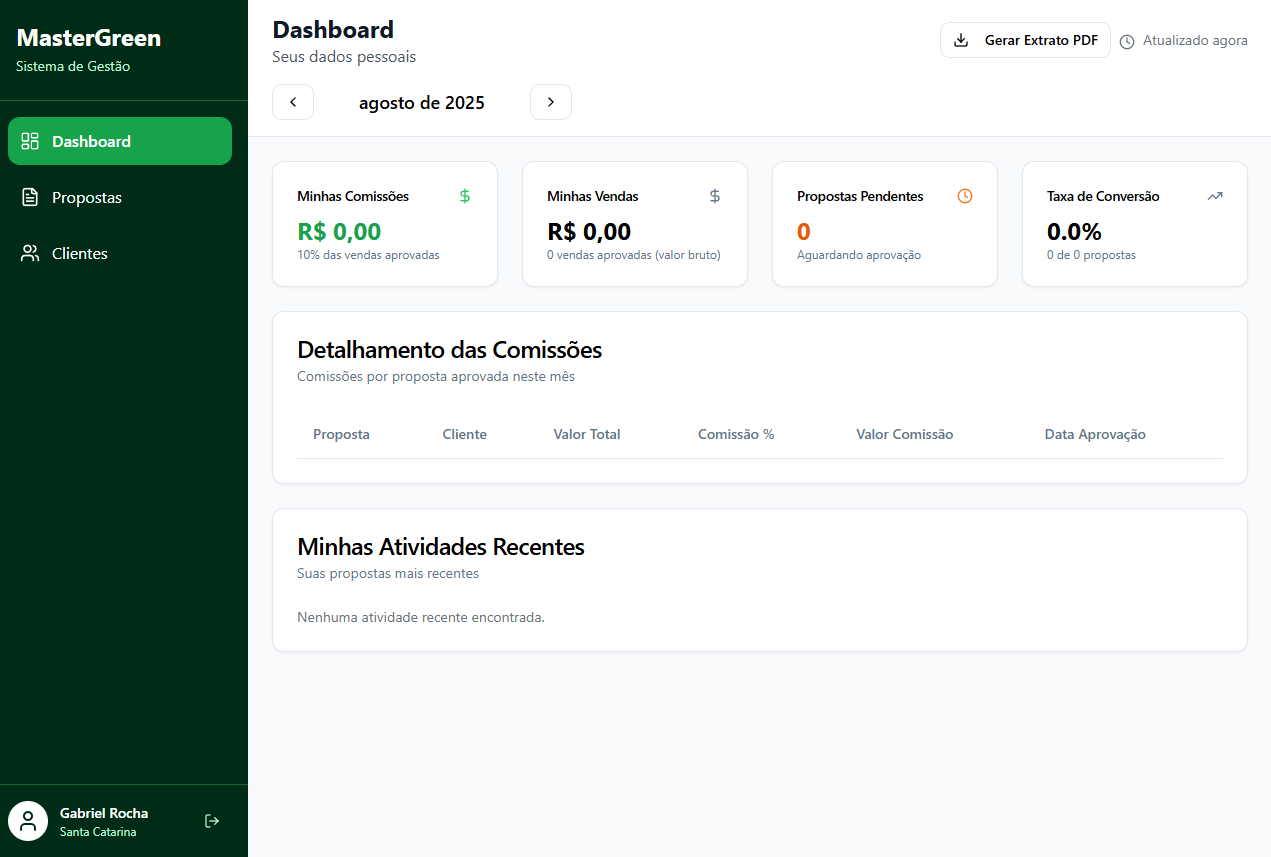 MasterGreen
Sistema de Gestão
Dashboard
Propostas
Clientes
Gabriel Rocha
Santa Catarina
Dashboard
Seus dados pessoais
Gerar Extrato PDF
Atualizado agora
agosto de 2025
Minhas Comissões
R$ 0,00
10% das vendas aprovadas
Minhas Vendas
R$ 0,00
0 vendas aprovadas (valor bruto)
Propostas Pendentes
0
Aguardando aprovação
Taxa de Conversão
0.0%
0 de 0 propostas
Detalhamento das Comissões
Comissões por proposta aprovada neste mês
Proposta Cliente Valor Total Comissão % Valor Comissão Data Aprovação
Minhas Atividades Recentes
Suas propostas mais recentes
Nenhuma atividade recente encontrada.